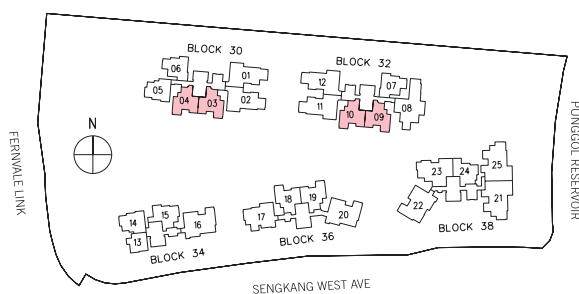 BLOCK 30
06
01
05
04
03
02
BLOCK 32
12
07
11
10
09
08
FERNVALE LINK
N
PUNGGOL RESERVOIR
14
15
16
13
BLOCK 34
18
19
17
20
BLOCK 36
23
24
25
22
21
BLOCK 38
SENGKANG WEST AVE